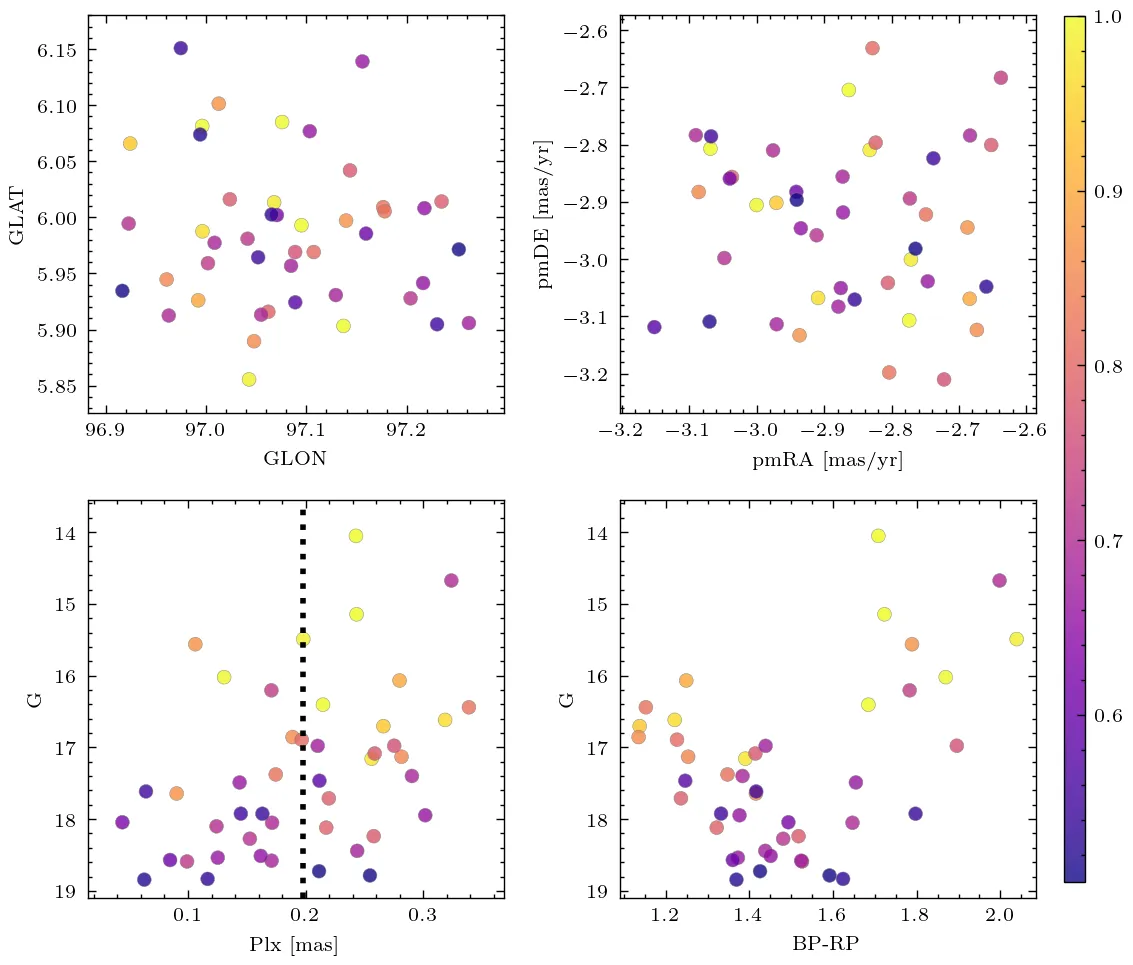 6.15
6.10
6.05
6.00
5.95
5.90
5.85
GLAT
96.9 97.0 97.1 97.2
GLON
−2.6
−2.7
−2.8
−2.9
−3.0
−3.1
−3.2
pmDE [mas/yr]
−3.2 −3.1 −3.0 −2.9 −2.8 −2.7 −2.6
pmRA [mas/yr]
14
15
16
17
18
19
G
0.1 0.2 0.3
Plx [mas]
14
15
16
17
18
19
G
1.2 1.4 1.6 1.8 2.0
BP-RP
1.0
0.9
0.8
0.7
0.6